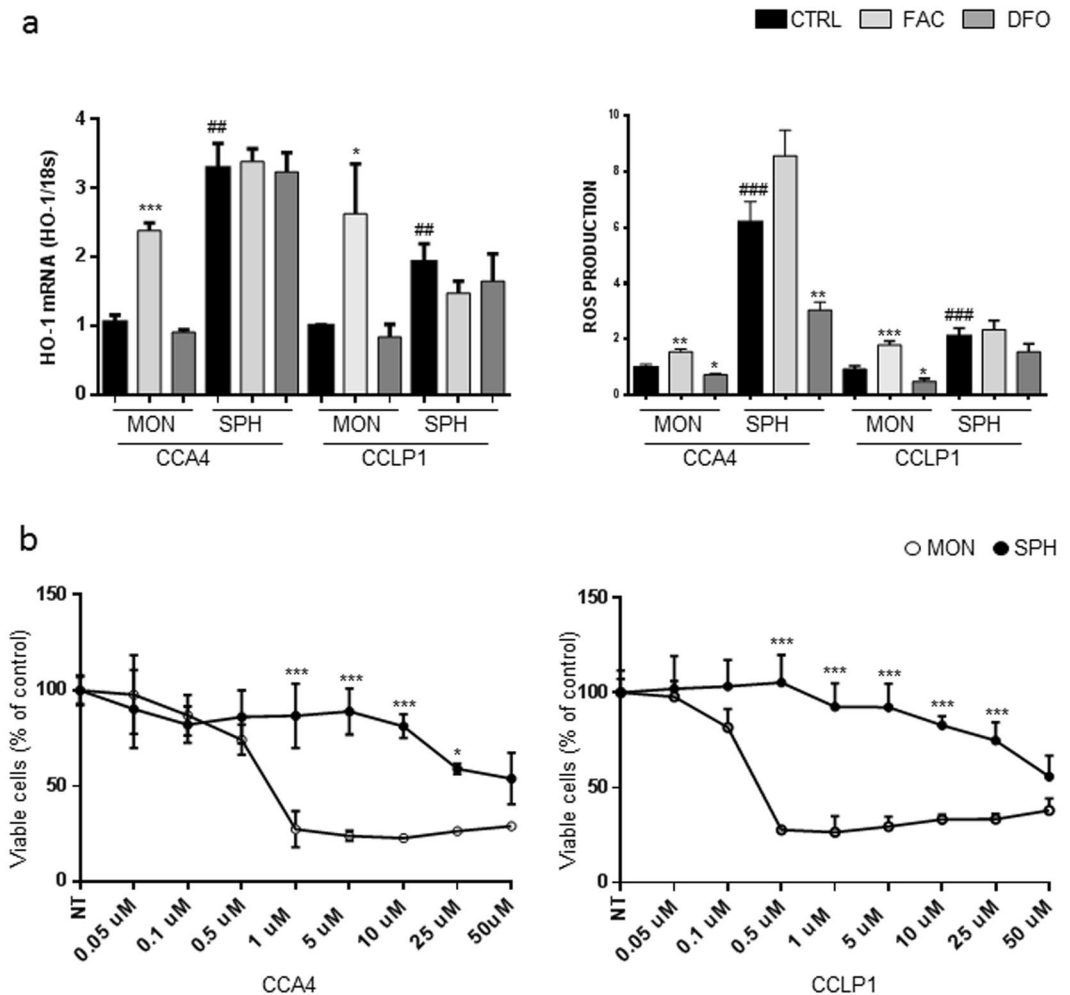 a
CTRL FAC DFO
HO-1 mRNA (HO-1/18s)
4
3
2
1
0
***
##
*
##
MON SPH MON SPH
CCA4 CCLP1
ROS PRODUCTION
10
8
6
4
2
0
**
*
###
**
***
*
###
MON SPH MON SPH
CCA4 CCLP1
b
MON SPH
Viable cells (% of control)
150
100
50
0
*** *** *** *
NT 0.05 uM 0.1 uM 0.5 uM 1 uM 5 uM 10 uM 25 uM 50uM
CCA4
Viable cells (% of control)
150
100
50
0
*** *** *** *** ***
NT 0.05 uM 0.1 uM 0.5 uM 1 uM 5 uM 10 uM 25 uM 50 uM
CCLP1